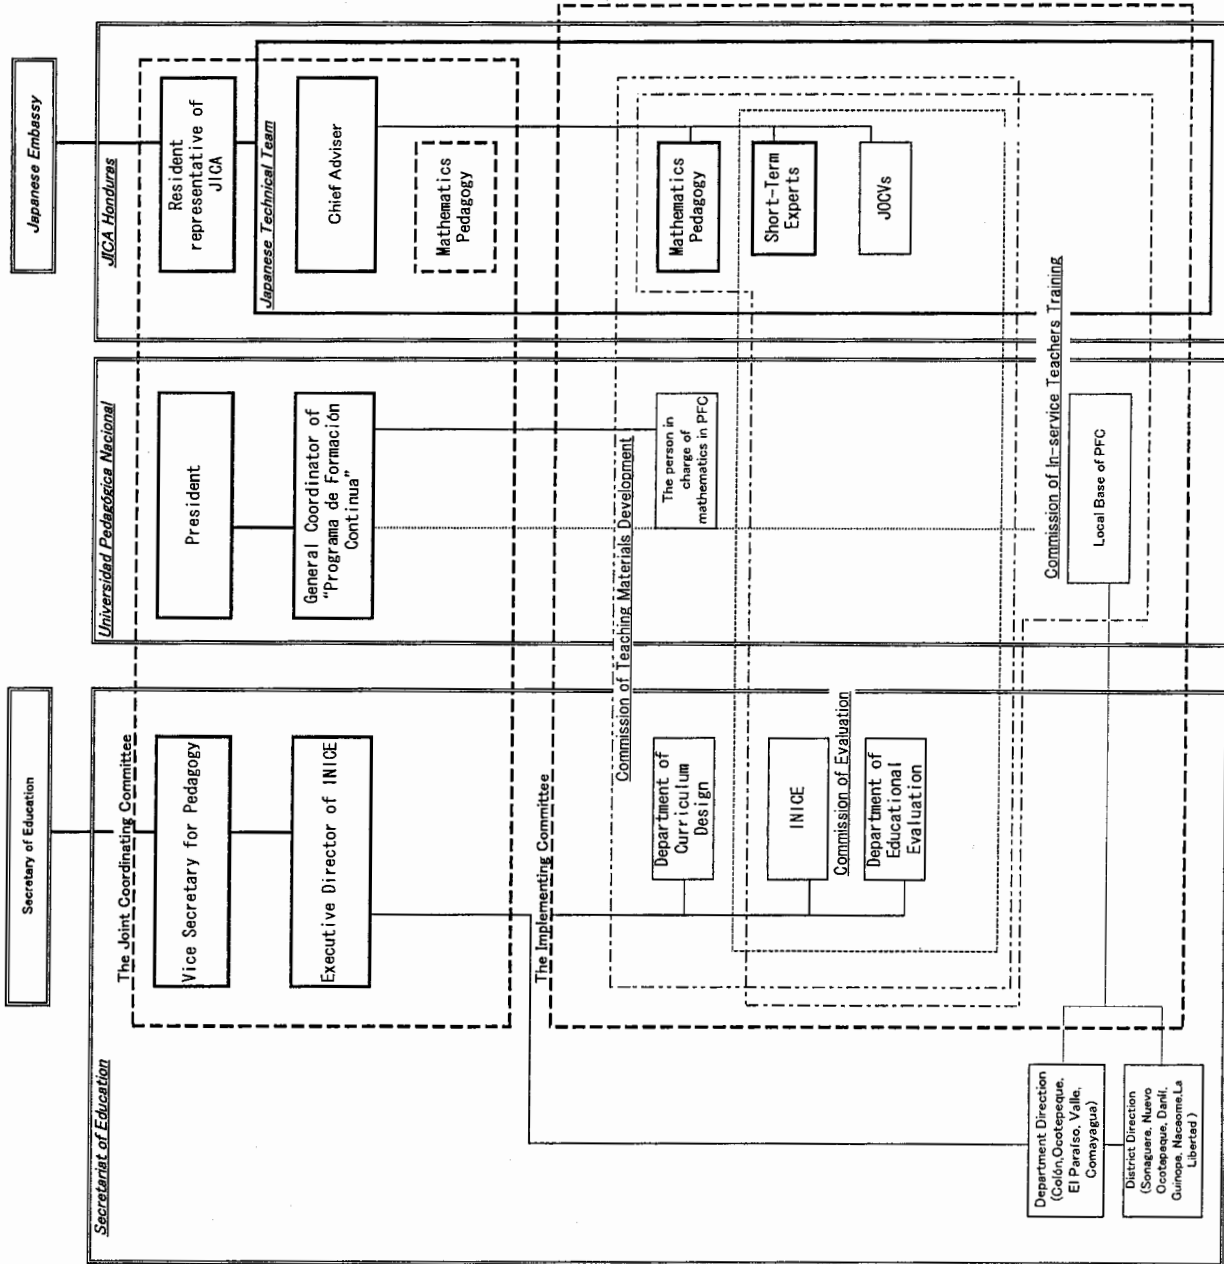 Secretary of Education
Japanese Embassy
Secretariat of Education
The Joint Coordinating Committee
Vice Secretary for Pedagogy
Executive Director of INICE
Universidad Pedagógica Nacional
President
General Coordinator of
“Programa de Formación
Continua”
JICA Honduras
Resident
representative of
JICA
Japanese Technical Team
Chief Adviser
Mathematics
Pedagogy
The Implementing Committee
Commission of Teaching Materials Development
Department of
Curriculum
Design
The person in
charge of
mathematics in PFC
Mathematics
Pedagogy
INICE
Commission of Evaluation
Department of
Educational
Evaluation
Short-Term
Experts
JOCVs
Commission of In-service Teachers Training
Local Base of PFC
Department Direction
(Colón,Ocotepeque,
El Paraíso, Valle,
Comayagua)
District Direction
(Sonaguera, Nuevo
Ocotepeque, Danlí,
Guinope, Nacaome,La
Libertad )